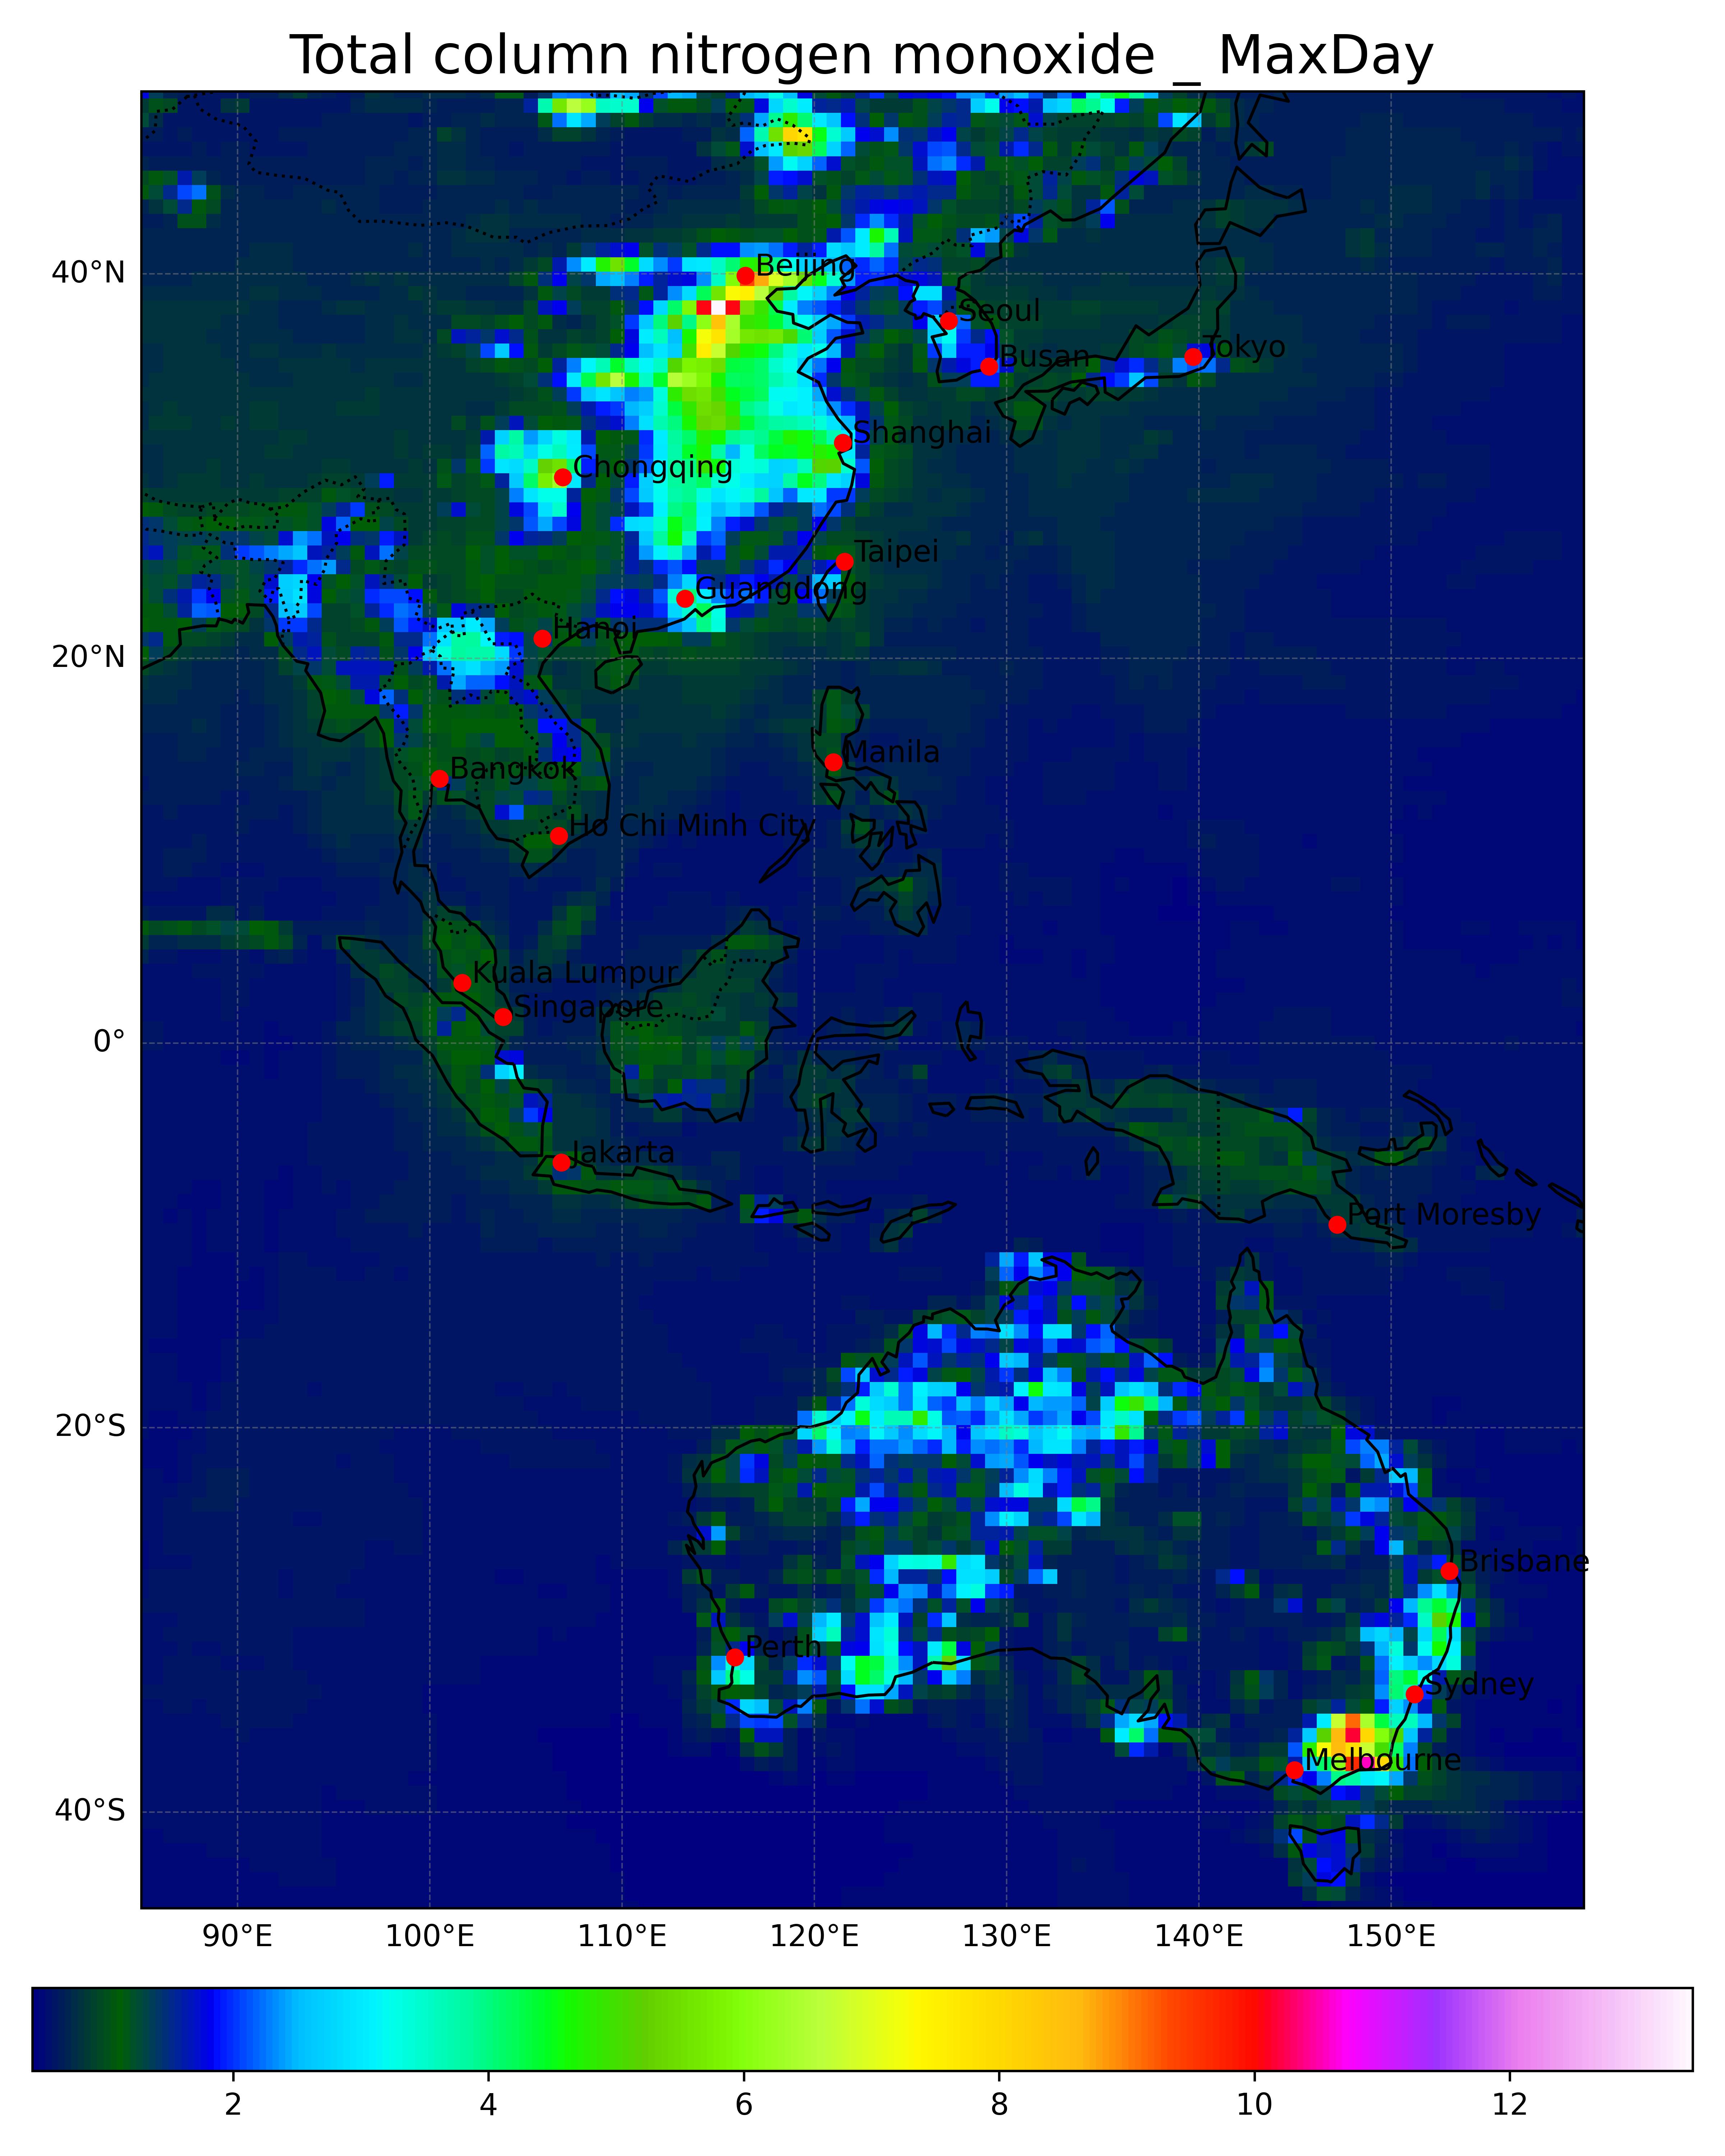 Total column nitrogen monoxide _ MaxDay
40°N
20°N
0°
20°S
40°S
Beijing
Seoul
Busan
Tokyo
Shanghai
Chongqing
Taipei
Guangdong
Hanoi
Manila
Bangkok
Ho Chi Minh City
Kuala Lumpur
Singapore
Jakarta
Port Moresby
Brisbane
Perth
Sydney
Melbourne
90°E 100°E 110°E 120°E 130°E 140°E 150°E
2 4 6 8 10 12